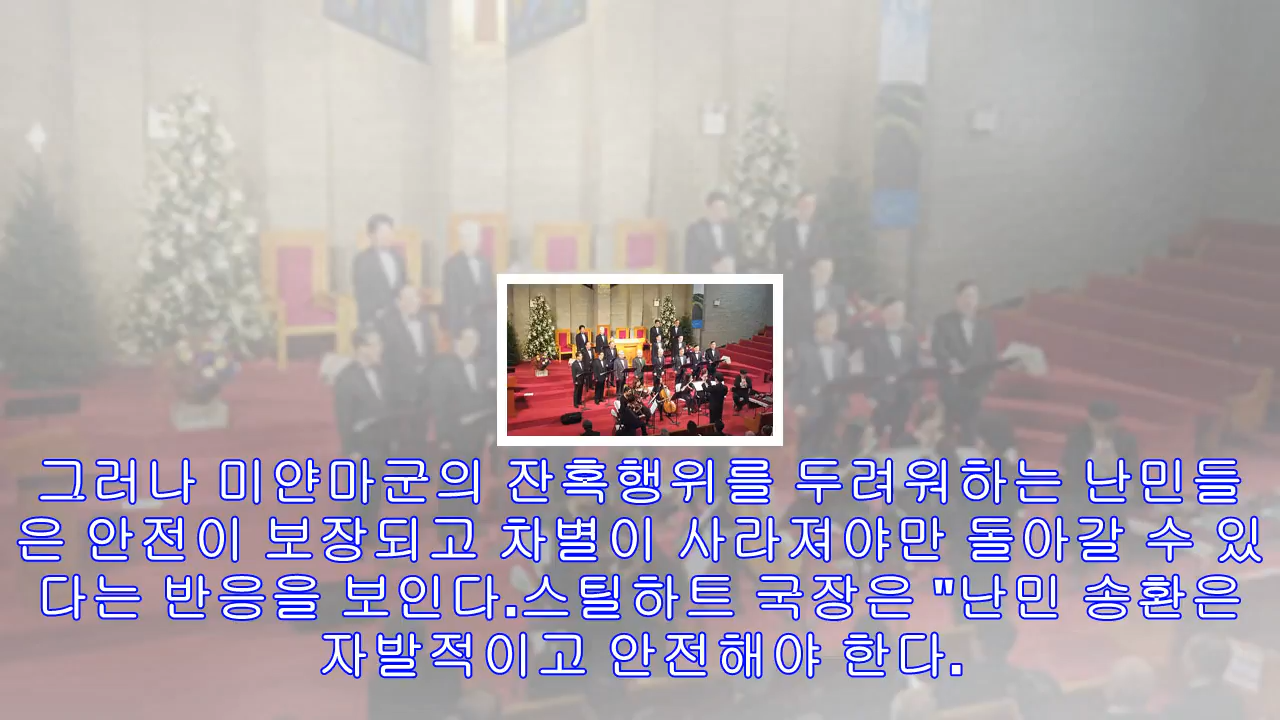 그러나 미얀마군의 잔혹행위를 두려워하는 난민들
은 안전이 보장되고 차별이 사라져야만 돌아갈 수 있
다는 반응을 보인다.스틸하트 국장은 "난민 송환은
자발적이고 안전해야 한다.